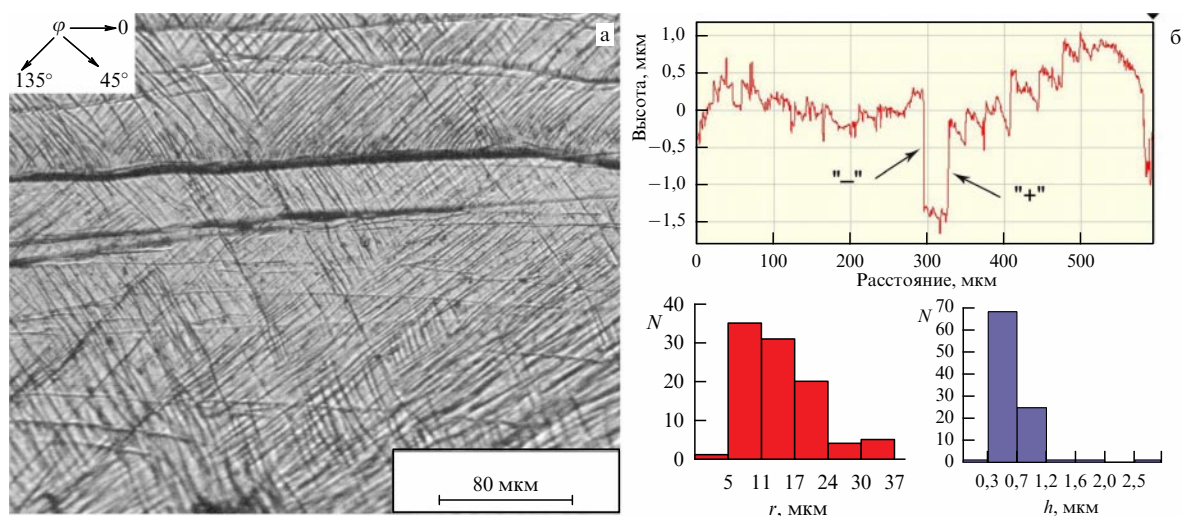 φ
0
135°
45°
а
80 мкм
б
Высота, мкм
1,0
0,5
0
−0,5
−1,0
−1,5
"−"
"+"
0 100 200 300 400 500
Расстояние, мкм
N
40
30
20
10
0
5 11 17 24 30 37
r, мкм
N
70
60
50
40
30
20
10
0
0,3 0,7 1,2 1,6 2,0 2,5
h, мкм